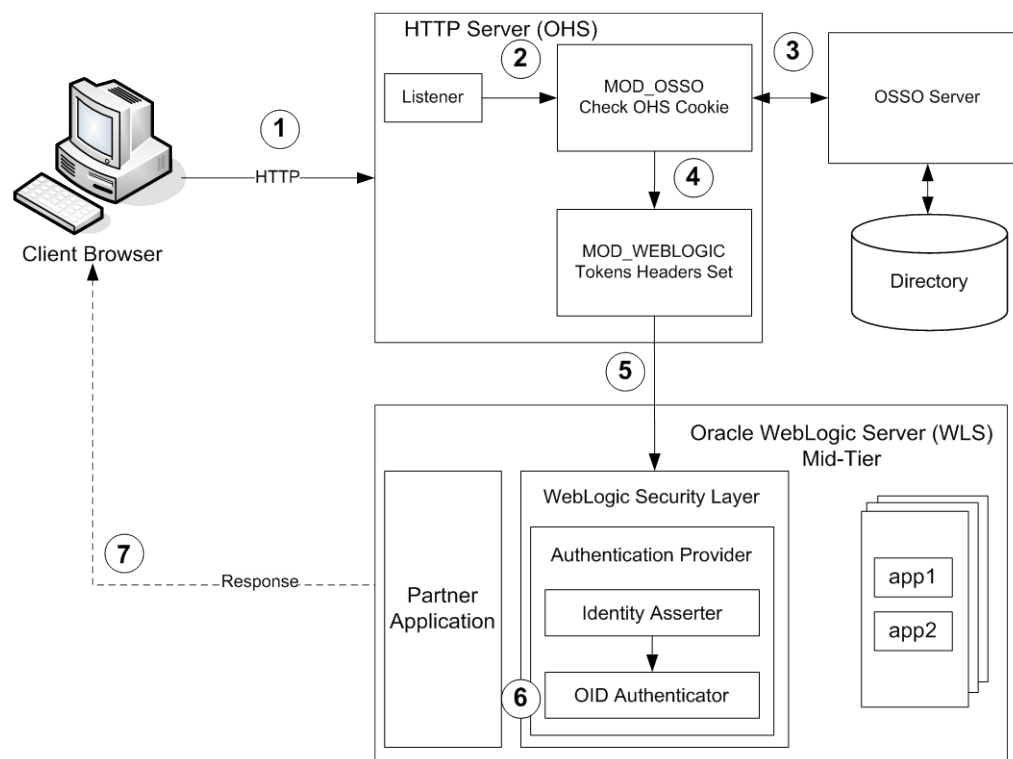 HTTP Server (OHS)
1
HTTP
Client Browser
Listener
2
MOD_OSSO
Check OHS Cookie
3
OSSO Server
4
MOD_WEBLOGIC
Tokens Headers Set
Directory
5
Oracle WebLogic Server (WLS)
Mid-Tier
WebLogic Security Layer
Authentication Provider
Identity Asserter
OID Authenticator
6
Partner
Application
app1
app2
7
Response